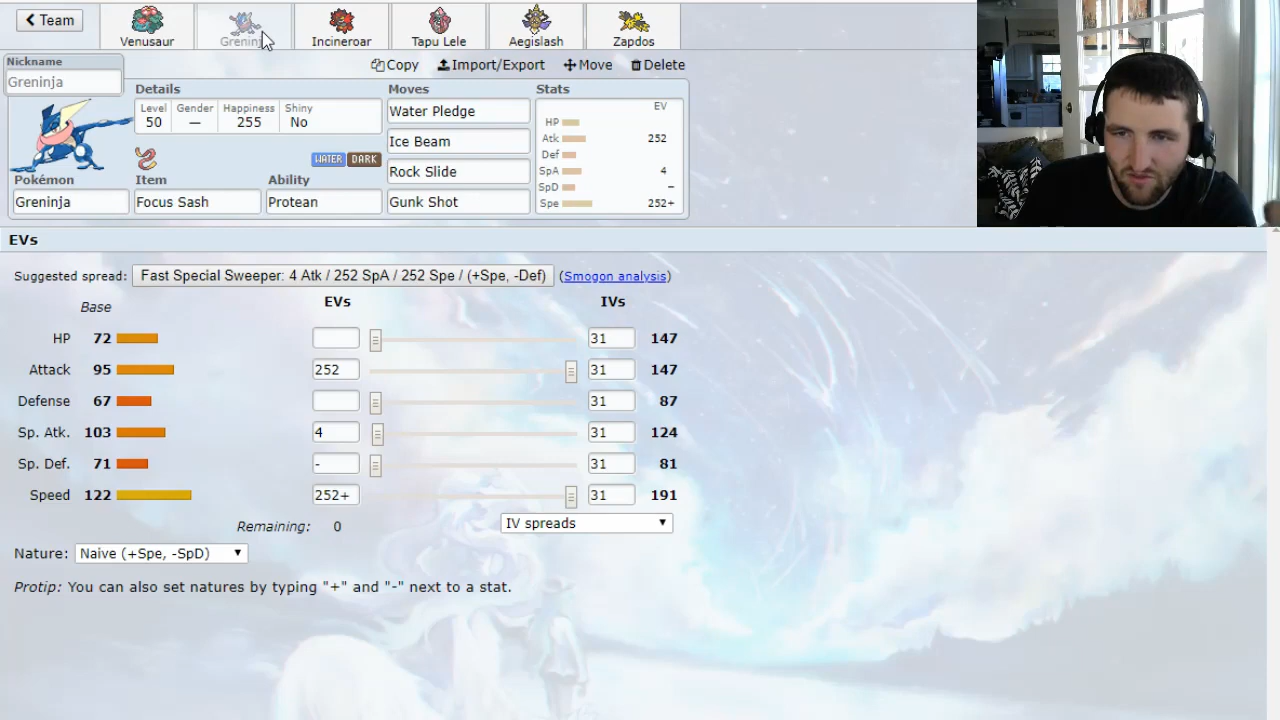 Team
Venusaur
Greninja
Incineroar
Tapu Lele
Aegislash
Zapdos
Nickname
Greninja
Copy
Import/Export
Move
Delete
Details
Level
50
Gender
—
Happiness
255
Shiny
No
WATER
DARK
Pokémon
Greninja
Item
Focus Sash
Ability
Protean
Moves
Water Pledge
Ice Beam
Rock Slide
Gunk Shot
Stats
EV
HP
Atk 252
Def
SpA 4
SpD –
Spe 252+
EVs
Suggested spread: Fast Special Sweeper: 4 Atk / 252 SpA / 252 Spe / (+Spe, -Def) (Smogon analysis)
Base EVs IVs
HP 72 31 147
Attack 95 252 31 147
Defense 67 31 87
Sp. Atk. 103 4 31 124
Sp. Def. 71 - 31 81
Speed 122 252+ 31 191
Remaining: 0 IV spreads
Nature: Naive (+Spe, -SpD)
Protip: You can also set natures by typing "+" and "-" next to a stat.